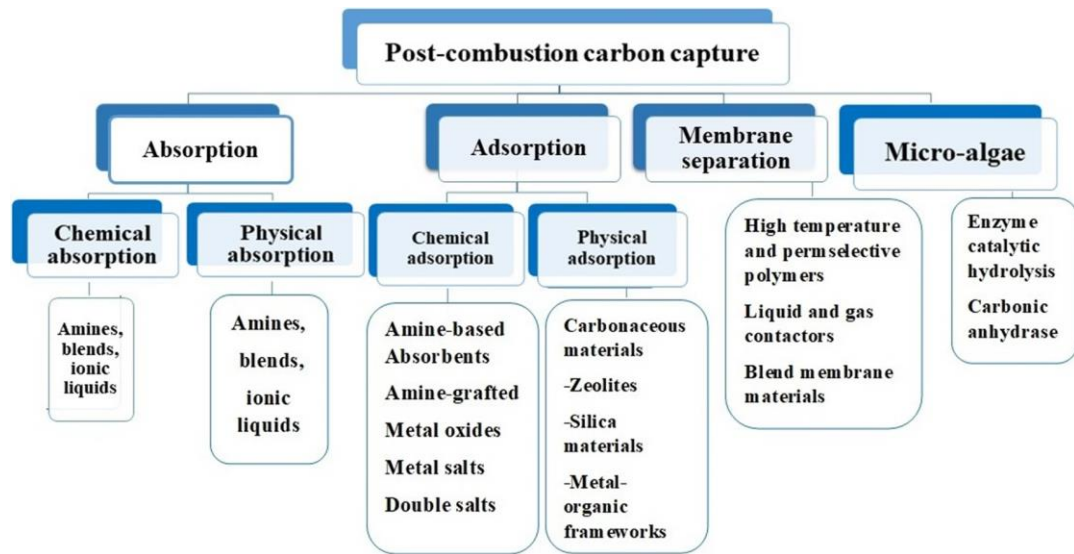 Post-combustion carbon capture
Absorption
Adsorption
Membrane
separation
Micro-algae
Chemical
absorption
Physical
absorption
Chemical
adsorption
Physical
adsorption
Amines,
blends,
ionic
liquids
Amines,
blends,
ionic
liquids
Amine-based
Absorbents
Amine-grafted
Metal oxides
Metal salts
Double salts
Carbonaceous
materials
-Zeolites
-Silica
materials
-Metal-
organic
frameworks
High temperature
and permselective
polymers
Liquid and gas
contactors
Blend membrane
materials
Enzyme
catalytic
hydrolysis
Carbonic
anhydrase